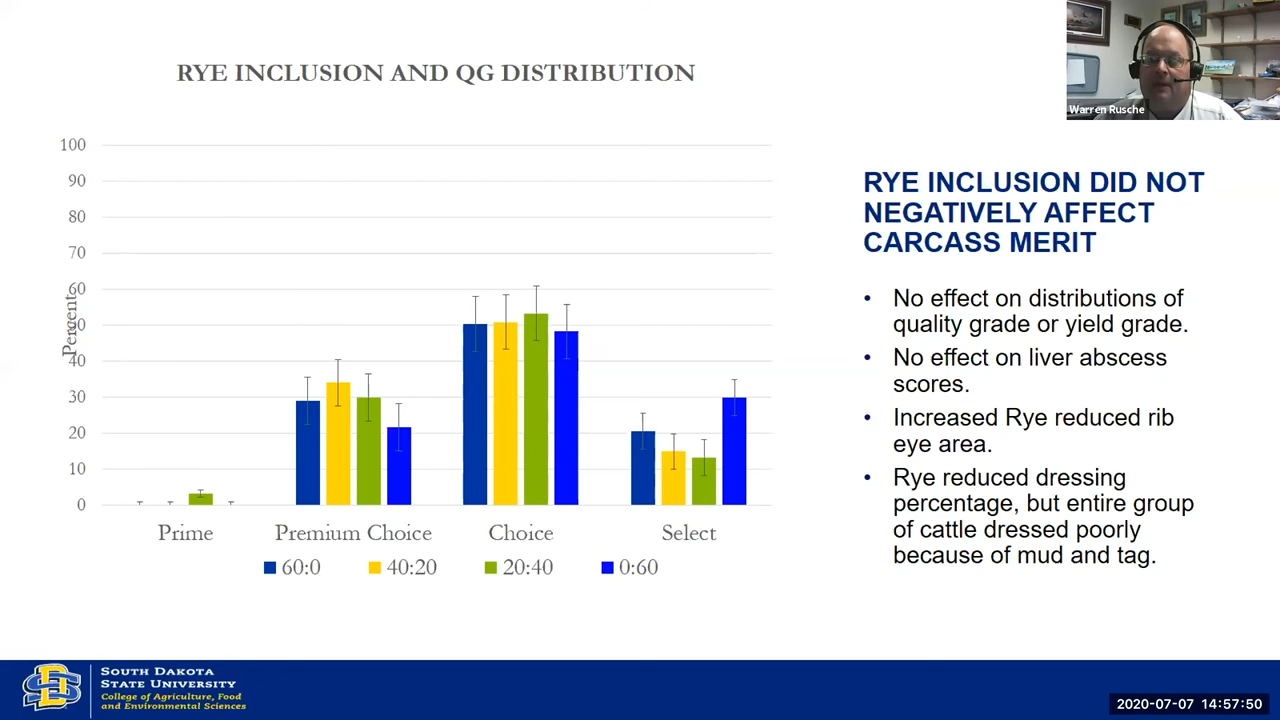 Warren Rusche
RYE INCLUSION AND QG DISTRIBUTION
100
90
80
70
60
50
40
30
20
10
0
Percent
Prime
Premium Choice
Choice
Select
60:0
40:20
20:40
0:60
RYE INCLUSION DID NOT
NEGATIVELY AFFECT
CARCASS MERIT
• No effect on distributions of
quality grade or yield grade.
• No effect on liver abscess
scores.
• Increased Rye reduced rib
eye area.
• Rye reduced dressing
percentage, but entire group
of cattle dressed poorly
because of mud and tag.
SOUTH DAKOTA
STATE UNIVERSITY
College of Agriculture, Food
and Environmental Sciences
2020-07-07 14:57:50